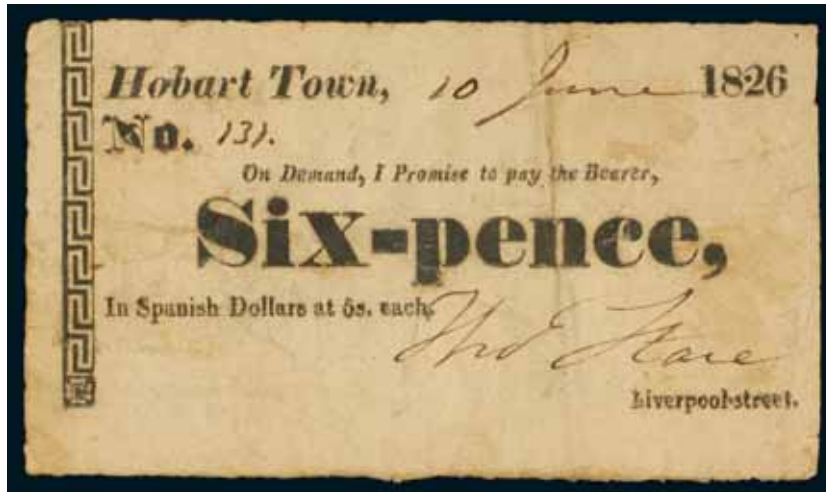 Hobart Town, 10 June 1826
No. 131.
On Demand, I Promise to pay the Bearer,
Six-pence,
In Spanish Dollars at 5s. each.
Thos
Liverpool-street.